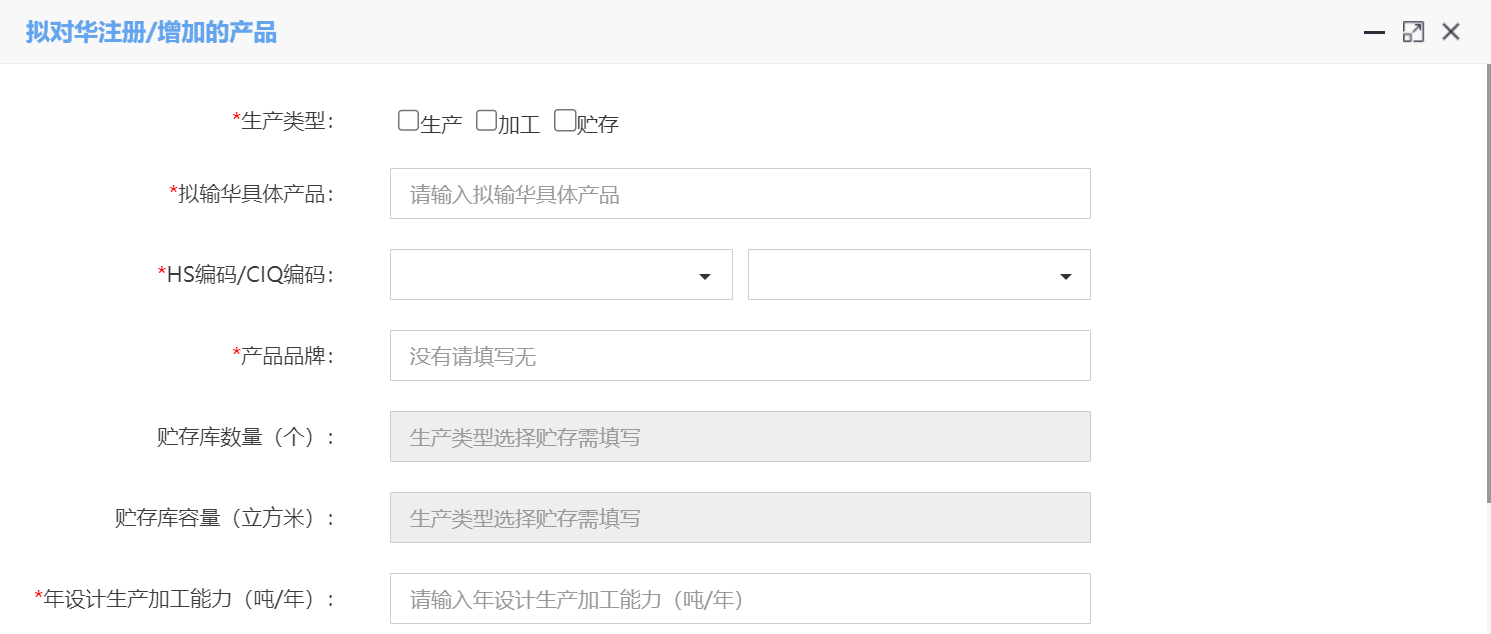 拟对华注册/增加的产品
*生产类型：
生产 加工 贮存
*拟输华具体产品：
请输入拟输华具体产品
*HS编码/CIQ编码：
*产品品牌：
没有请填写无
贮存库数量（个）：
生产类型选择贮存需填写
贮存库容量（立方米）：
生产类型选择贮存需填写
*年设计生产加工能力（吨/年）：
请输入年设计生产加工能力（吨/年）